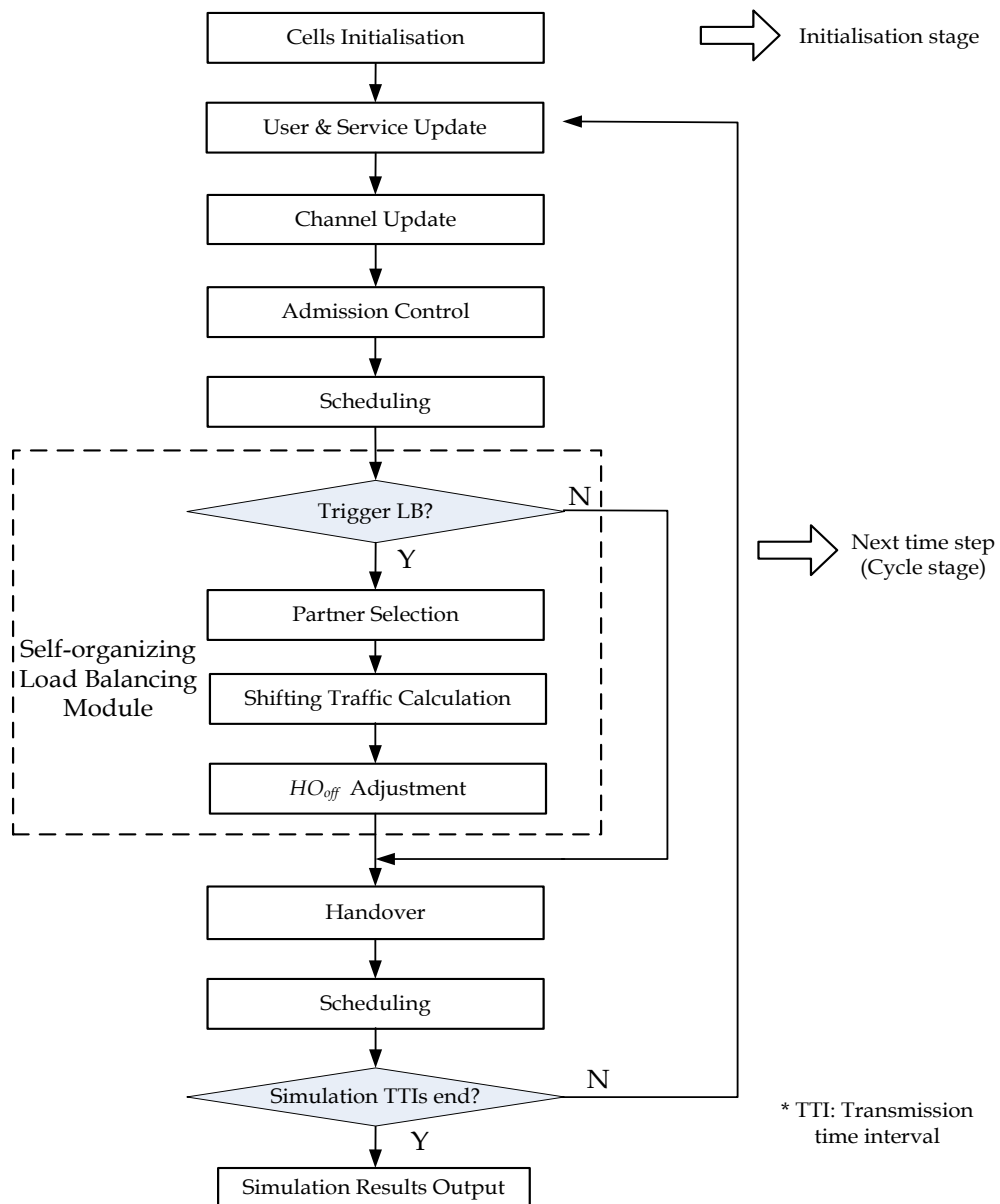 Cells Initialisation
Initialisation stage
User & Service Update
Channel Update
Admission Control
Scheduling
Trigger LB?
N
Y
Next time step
(Cycle stage)
Partner Selection
Self-organizing
Load Balancing
Module
Shifting Traffic Calculation
HOoff Adjustment
Handover
Scheduling
Simulation TTIs end?
N
Y
* TTI: Transmission
time interval
Simulation Results Output